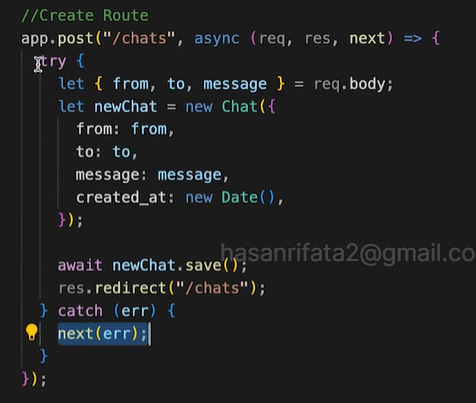 //Create Route
app.post("/chats", async (req, res, next) => {
  try {
    let { from, to, message } = req.body;
    let newChat = new Chat({
      from: from,
      to: to,
      message: message,
      created_at: new Date(),
    });
hasanrifata2@gmail.co
    await newChat.save();
    res.redirect("/chats");
  } catch (err) {
    next(err);
  }
});